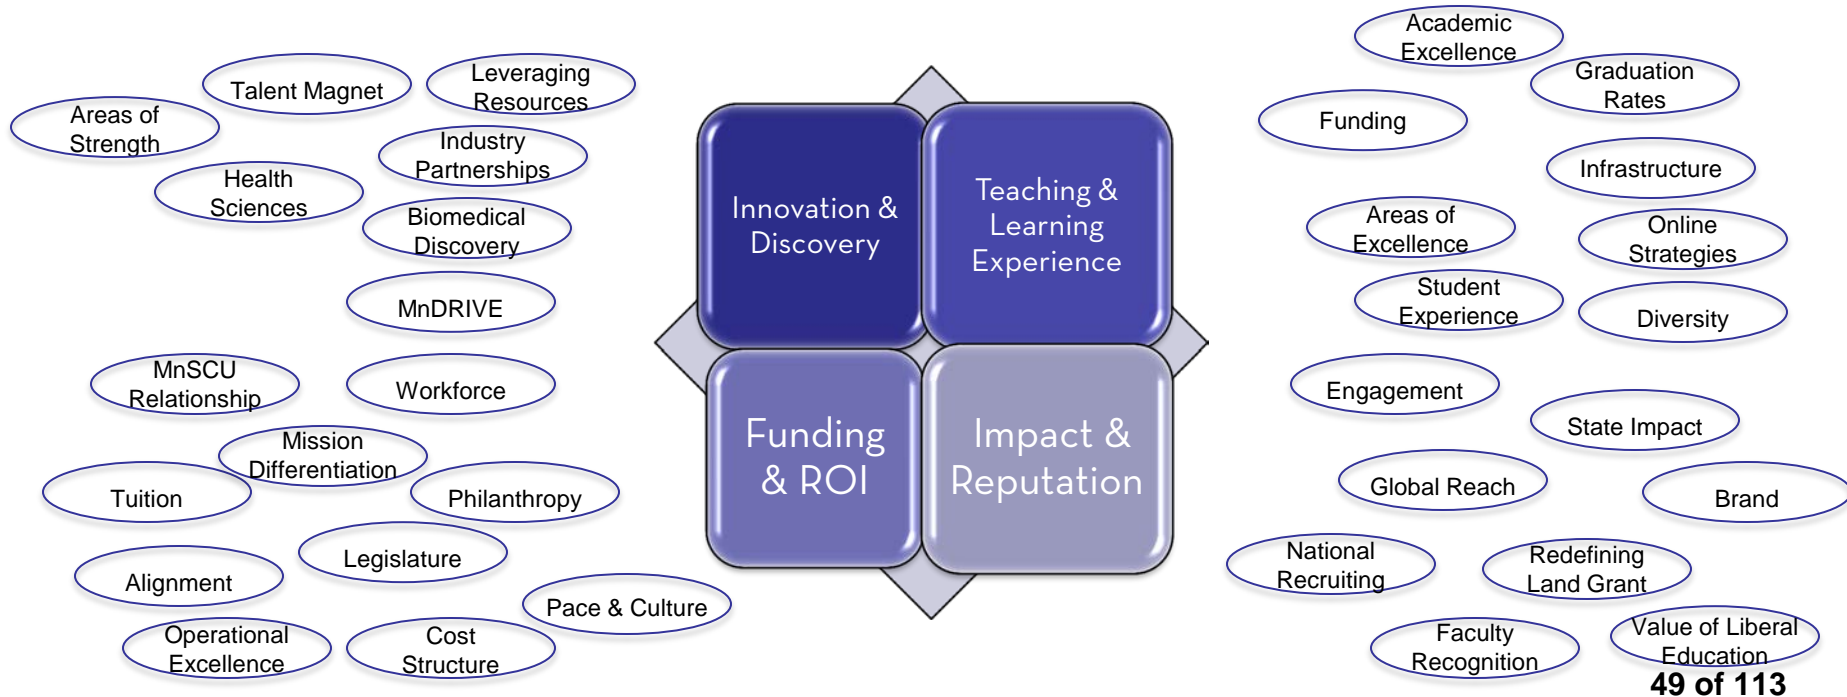 Talent Magnet
Leveraging
Resources
Areas of
Strength
Industry
Partnerships
Health
Sciences
Biomedical
Discovery
MnDRIVE
MnSCU
Relationship
Workforce
Mission
Differentiation
Tuition
Philanthropy
Legislature
Alignment
Pace & Culture
Operational
Excellence
Cost
Structure
Innovation &
Discovery
Teaching &
Learning
Experience
Funding
& ROI
Impact &
Reputation
Academic
Excellence
Graduation
Rates
Funding
Infrastructure
Areas of
Excellence
Online
Strategies
Student
Experience
Diversity
Engagement
State Impact
Global Reach
Brand
National
Recruiting
Redefining
Land Grant
Faculty
Recognition
Value of Liberal
Education
49 of 113